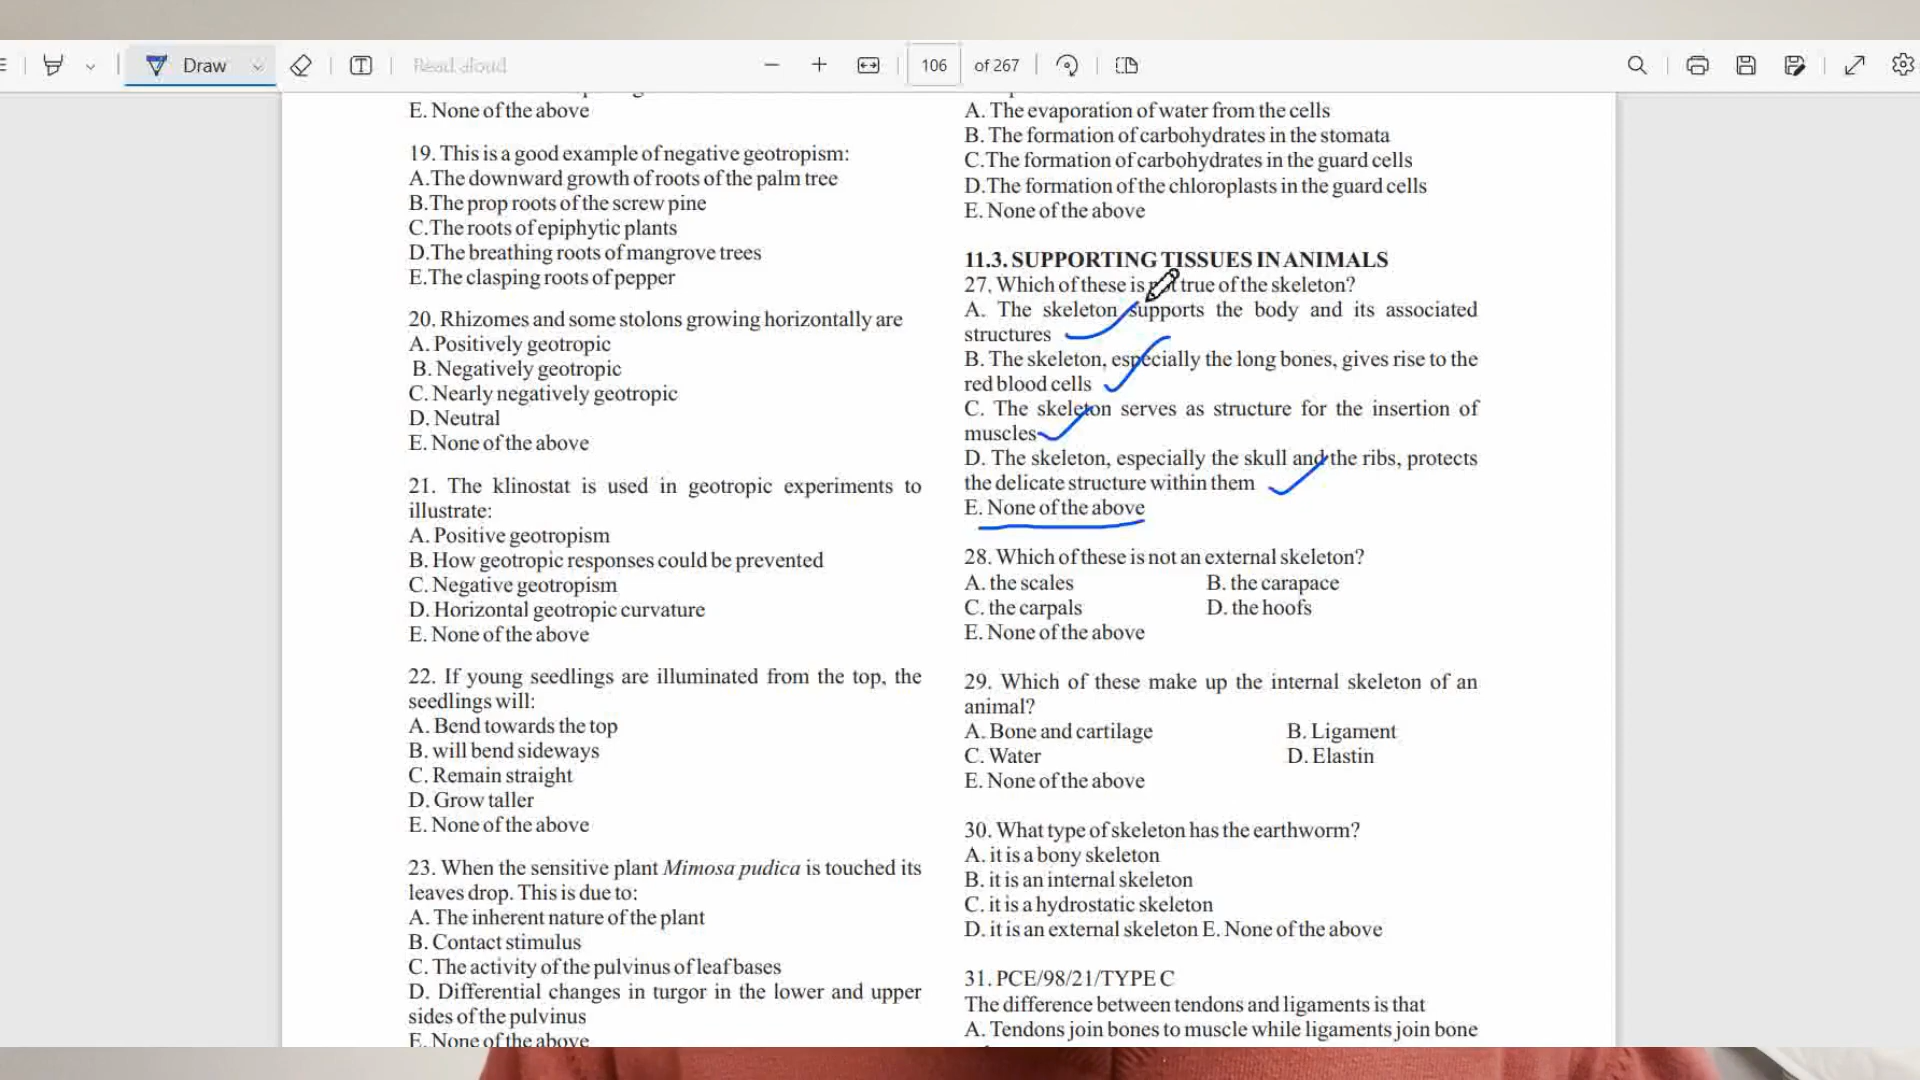 Draw
Read aloud
106 of 267
E. None of the above
19. This is a good example of negative geotropism:
A.The downward growth of roots of the palm tree
B.The prop roots of the screw pine
C.The roots of epiphytic plants
D.The breathing roots of mangrove trees
E.The clasping roots of pepper
20. Rhizomes and some stolons growing horizontally are
A. Positively geotropic
B. Negatively geotropic
C. Nearly negatively geotropic
D. Neutral
E. None of the above
21. The klinostat is used in geotropic experiments to
illustrate:
A. Positive geotropism
B. How geotropic responses could be prevented
C. Negative geotropism
D. Horizontal geotropic curvature
E. None of the above
22. If young seedlings are illuminated from the top, the
seedlings will:
A. Bend towards the top
B. will bend sideways
C. Remain straight
D. Grow taller
E. None of the above
23. When the sensitive plant Mimosa pudica is touched its
leaves drop. This is due to:
A. The inherent nature of the plant
B. Contact stimulus
C. The activity of the pulvinus of leaf bases
D. Differential changes in turgor in the lower and upper
sides of the pulvinus
E. None of the above
A. The evaporation of water from the cells
B. The formation of carbohydrates in the stomata
C.The formation of carbohydrates in the guard cells
D.The formation of the chloroplasts in the guard cells
E. None of the above
11.3. SUPPORTING TISSUES IN ANIMALS
27. Which of these is true of the skeleton?
A. The skeleton supports the body and its associated
structures
B. The skeleton, especially the long bones, gives rise to the
red blood cells
C. The skeleton serves as structure for the insertion of
muscles
D. The skeleton, especially the skull and the ribs, protects
the delicate structure within them
E. None of the above
28. Which of these is not an external skeleton?
A. the scales B. the carapace
C. the carpals D. the hoofs
E. None of the above
29. Which of these make up the internal skeleton of an
animal?
A. Bone and cartilage B. Ligament
C. Water D. Elastin
E. None of the above
30. What type of skeleton has the earthworm?
A. it is a bony skeleton
B. it is an internal skeleton
C. it is a hydrostatic skeleton
D. it is an external skeleton E. None of the above
31. PCE/98/21/TYPE C
The difference between tendons and ligaments is that
A. Tendons join bones to muscle while ligaments join bone